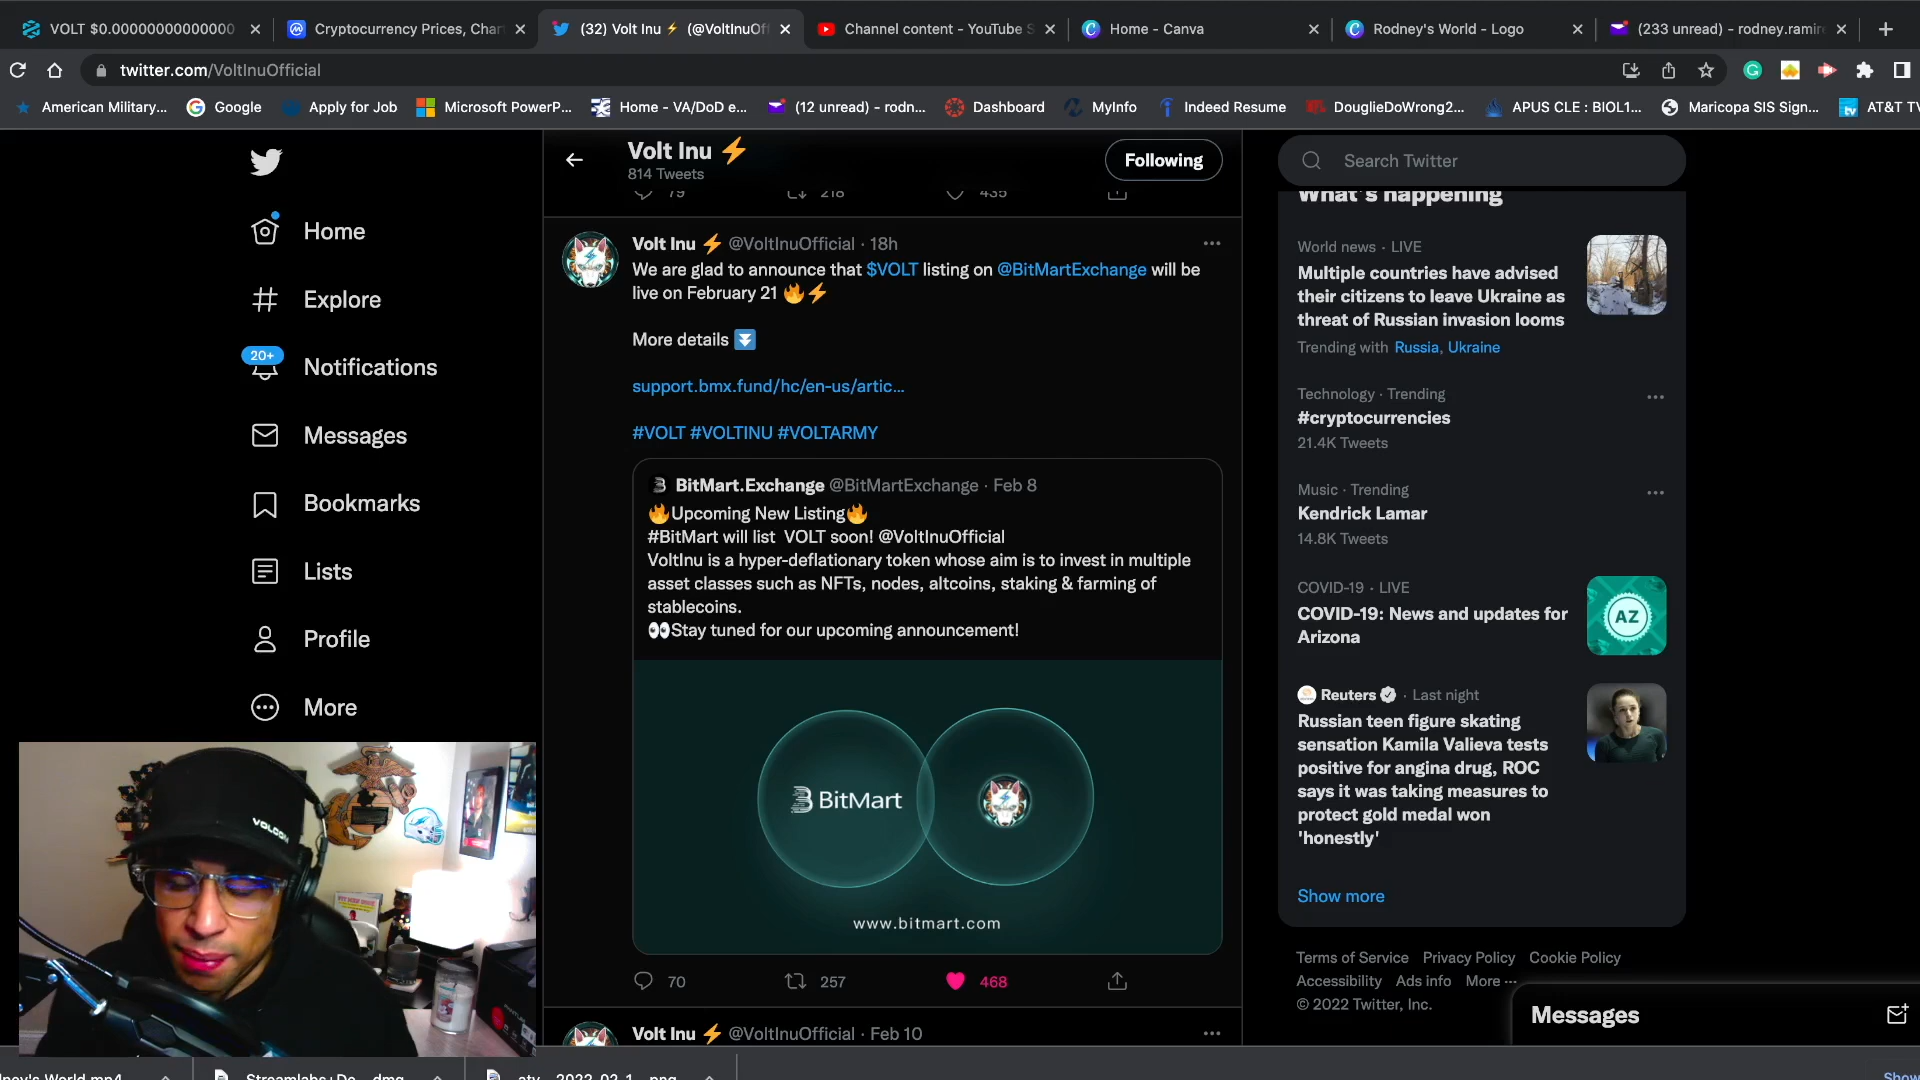 VOLT $0.00000000000000
Cryptocurrency Prices, Char
(32) Volt Inu⚡ (@VoltInuOff
Channel content - YouTube S
Home - Canva
Rodney's World - Logo
(233 unread) - rodney.ramire
twitter.com/VoltInuOfficial
American Military...
Google
Apply for Job
Microsoft PowerP...
Home - VA/DoD e...
(12 unread) - rodn...
Dashboard
MyInfo
Indeed Resume
DouglieDoWrong2...
APUS CLE : BIOL1...
Maricopa SIS Sign...
AT&T TV
Home
Explore
20+
Notifications
Messages
Bookmarks
Lists
Profile
More
Volt Inu ⚡
814 Tweets
Following
79
218
435
Volt Inu ⚡ @VoltInuOfficial · 18h
We are glad to announce that $VOLT listing on @BitMartExchange will be
live on February 21 🔥⚡
More details ⏬
support.bmx.fund/hc/en-us/artic...
#VOLT #VOLTINU #VOLTARMY
BitMart.Exchange @BitMartExchange · Feb 8
🔥Upcoming New Listing🔥
#BitMart will list VOLT soon! @VoltInuOfficial
VoltInu is a hyper-deflationary token whose aim is to invest in multiple
asset classes such as NFTs, nodes, altcoins, staking & farming of
stablecoins.
👀Stay tuned for our upcoming announcement!
BitMart
www.bitmart.com
70
257
468
Volt Inu ⚡ @VoltInuOfficial · Feb 10
Search Twitter
What's happening
World news · LIVE
Multiple countries have advised
their citizens to leave Ukraine as
threat of Russian invasion looms
Trending with Russia, Ukraine
Technology · Trending
#cryptocurrencies
21.4K Tweets
Music · Trending
Kendrick Lamar
14.8K Tweets
COVID-19 · LIVE
COVID-19: News and updates for
Arizona
AZ
Reuters · Last night
Russian teen figure skating
sensation Kamila Valieva tests
positive for angina drug, ROC
says it was taking measures to
protect gold medal won
'honestly'
Show more
Terms of Service Privacy Policy Cookie Policy
Accessibility Ads info More ···
© 2022 Twitter, Inc.
Messages
VOLCOM
dney's World.mp4
Show